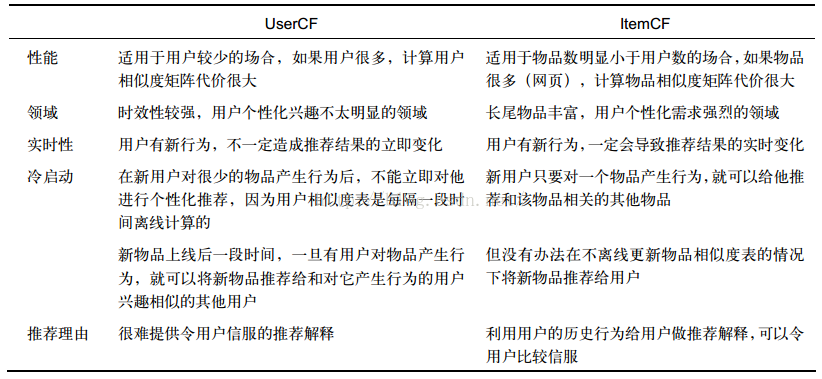 UserCF ItemCF
性能 适用于用户较少的场合，如果用户很多，计算用户 适用于物品数明显小于用户数的场合，如果物品
相似度矩阵代价很大 很多（网页），计算物品相似度矩阵代价很大
领域 时效性较强，用户个性化兴趣不太明显的领域 长尾物品丰富，用户个性化需求强烈的领域
实时性 用户有新行为，不一定造成推荐结果的立即变化 用户有新行为，一定会导致推荐结果的实时变化
冷启动 在新用户对很少的物品产生行为后，不能立即对他 新用户只要对一个物品产生行为，就可以给他推
进行个性化推荐，因为用户相似度表是每隔一段时 荐和该物品相关的其他物品
间离线计算的
新物品上线后一段时间，一旦有用户对物品产生行 但没有办法在不离线更新物品相似度表的情况
为，就可以将新物品推荐给和对它产生行为的用户 下将新物品推荐给用户
兴趣相似的其他用户
推荐理由 很难提供令用户信服的推荐解释 利用用户的历史行为给用户做推荐解释，可以令
用户比较信服